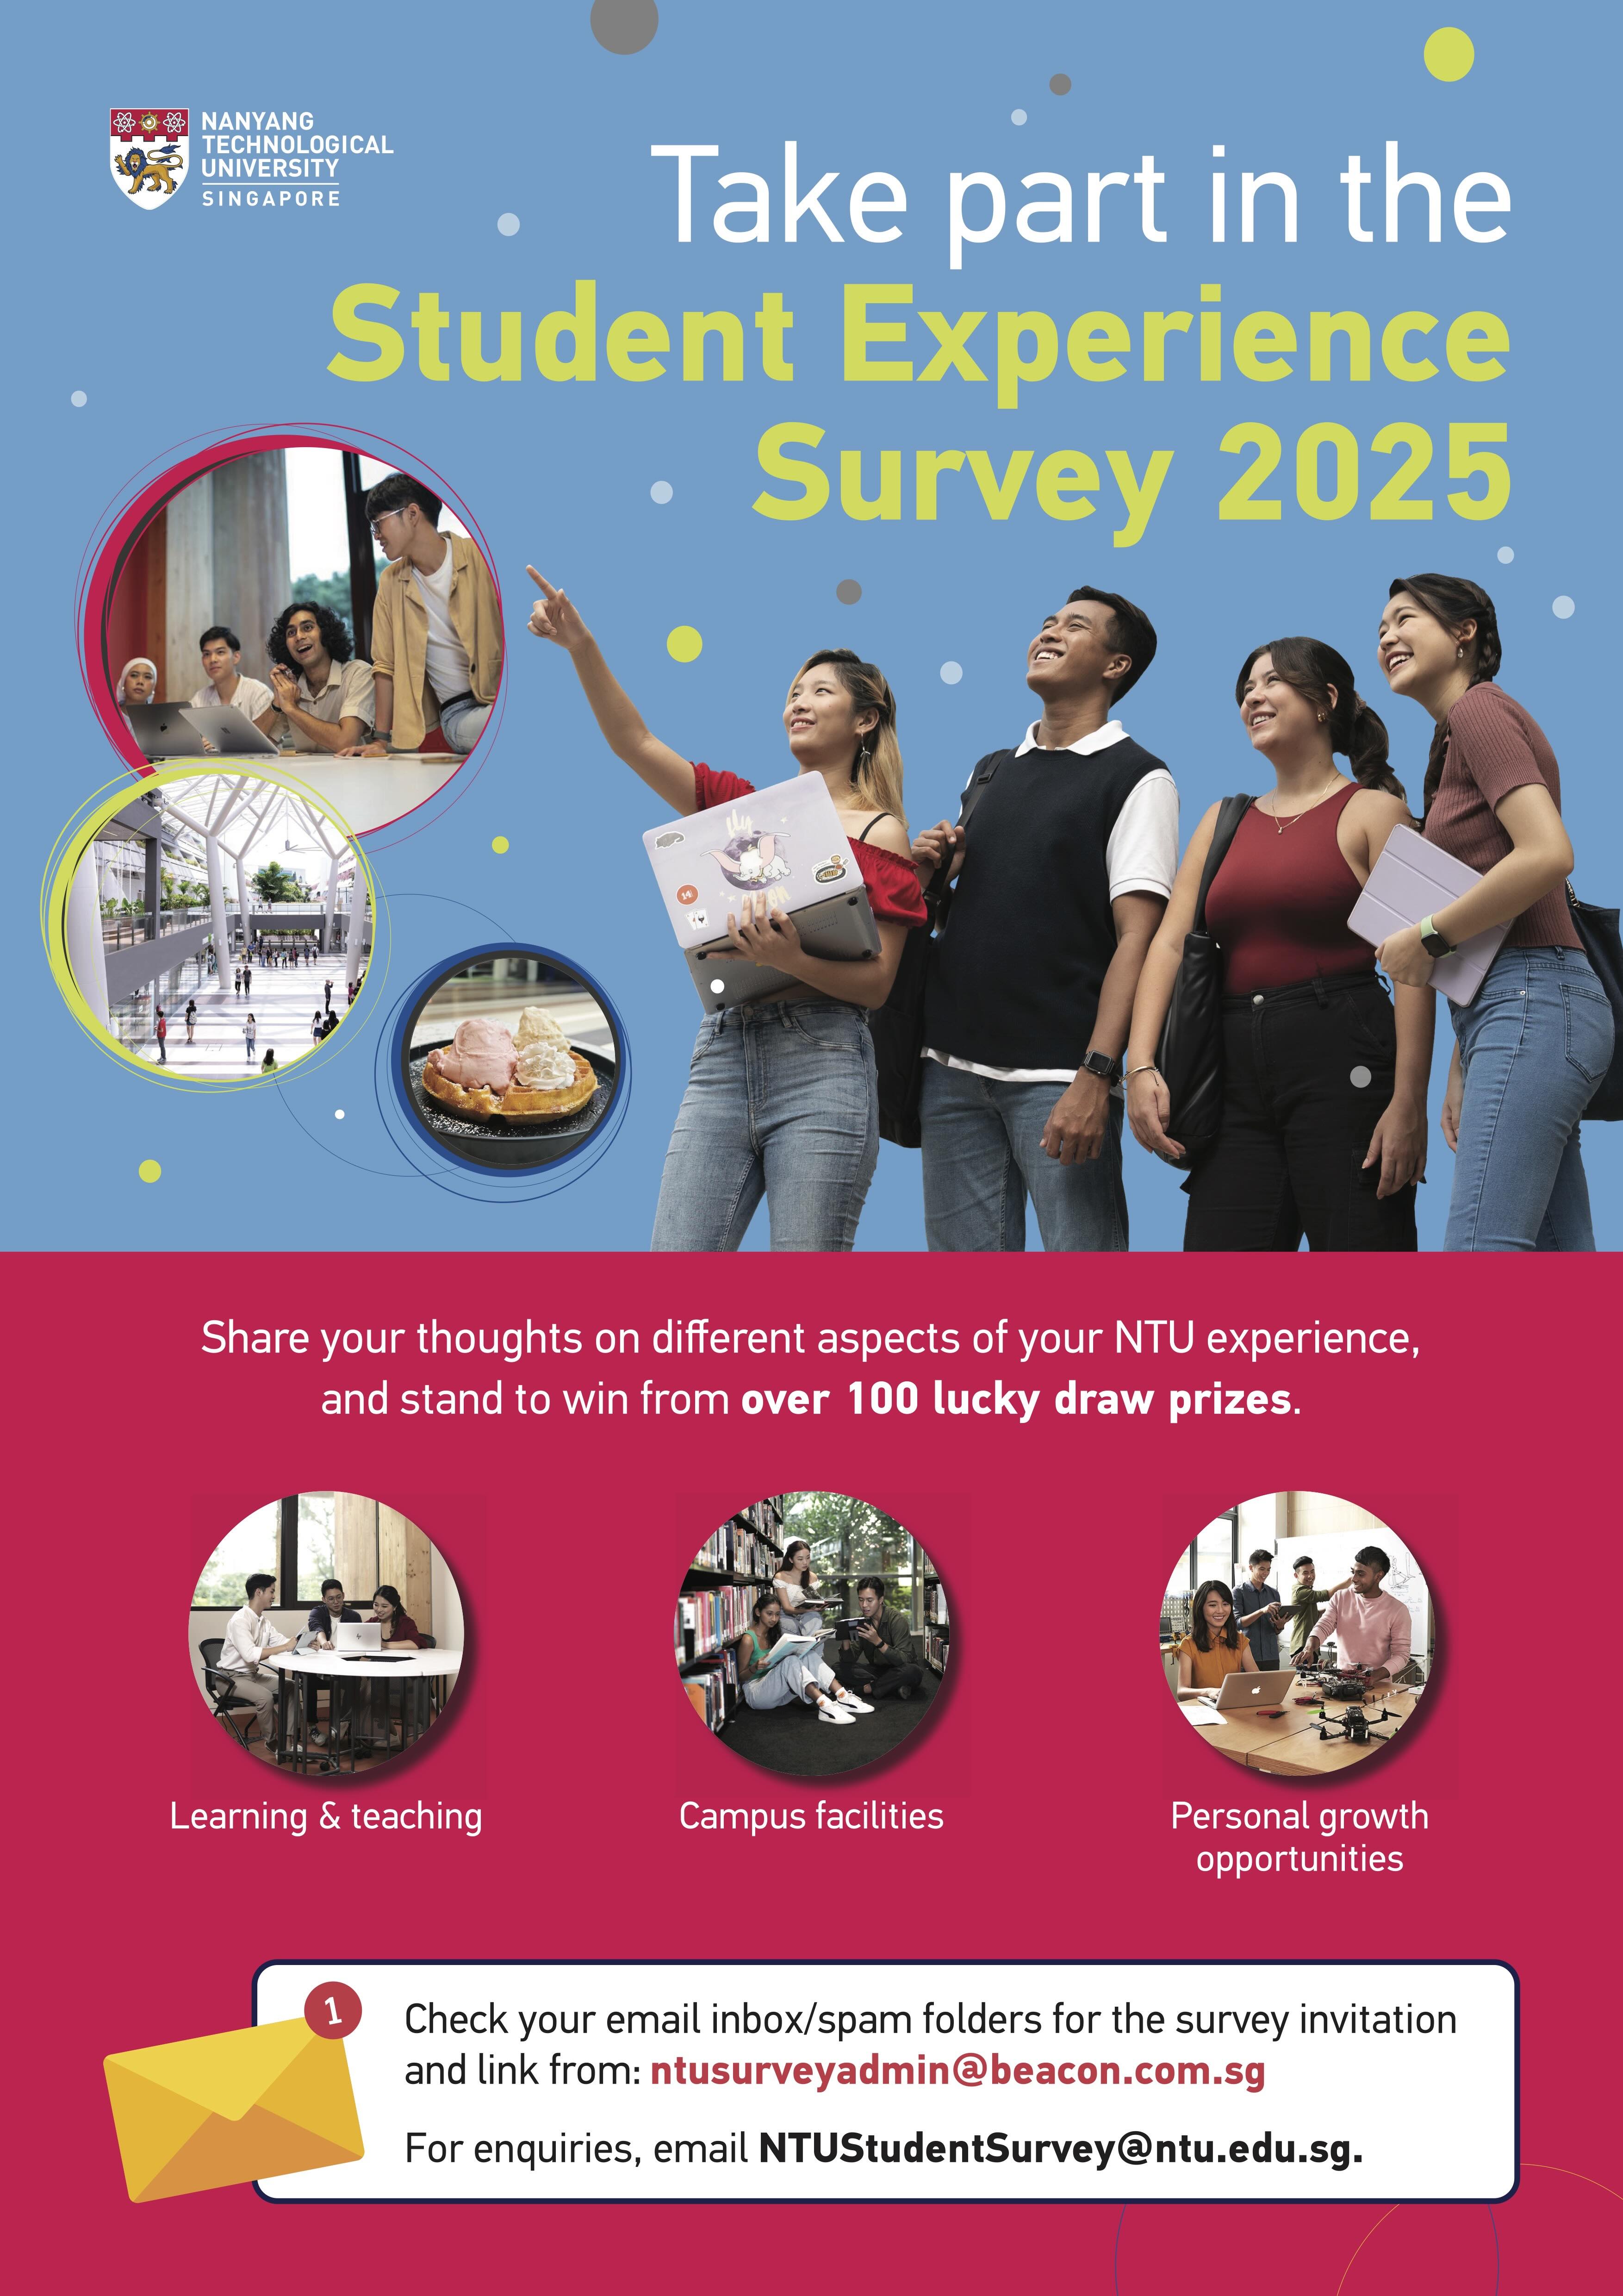 NANYANG
TECHNOLOGICAL
UNIVERSITY
SINGAPORE
Take part in the
Student Experience
Survey 2025
Share your thoughts on different aspects of your NTU experience,
and stand to win from over 100 lucky draw prizes.
Learning & teaching
Campus facilities
Personal growth
opportunities
1
Check your email inbox/spam folders for the survey invitation
and link from: ntusurveyadmin@beacon.com.sg
For enquiries, email NTUStudentSurvey@ntu.edu.sg.